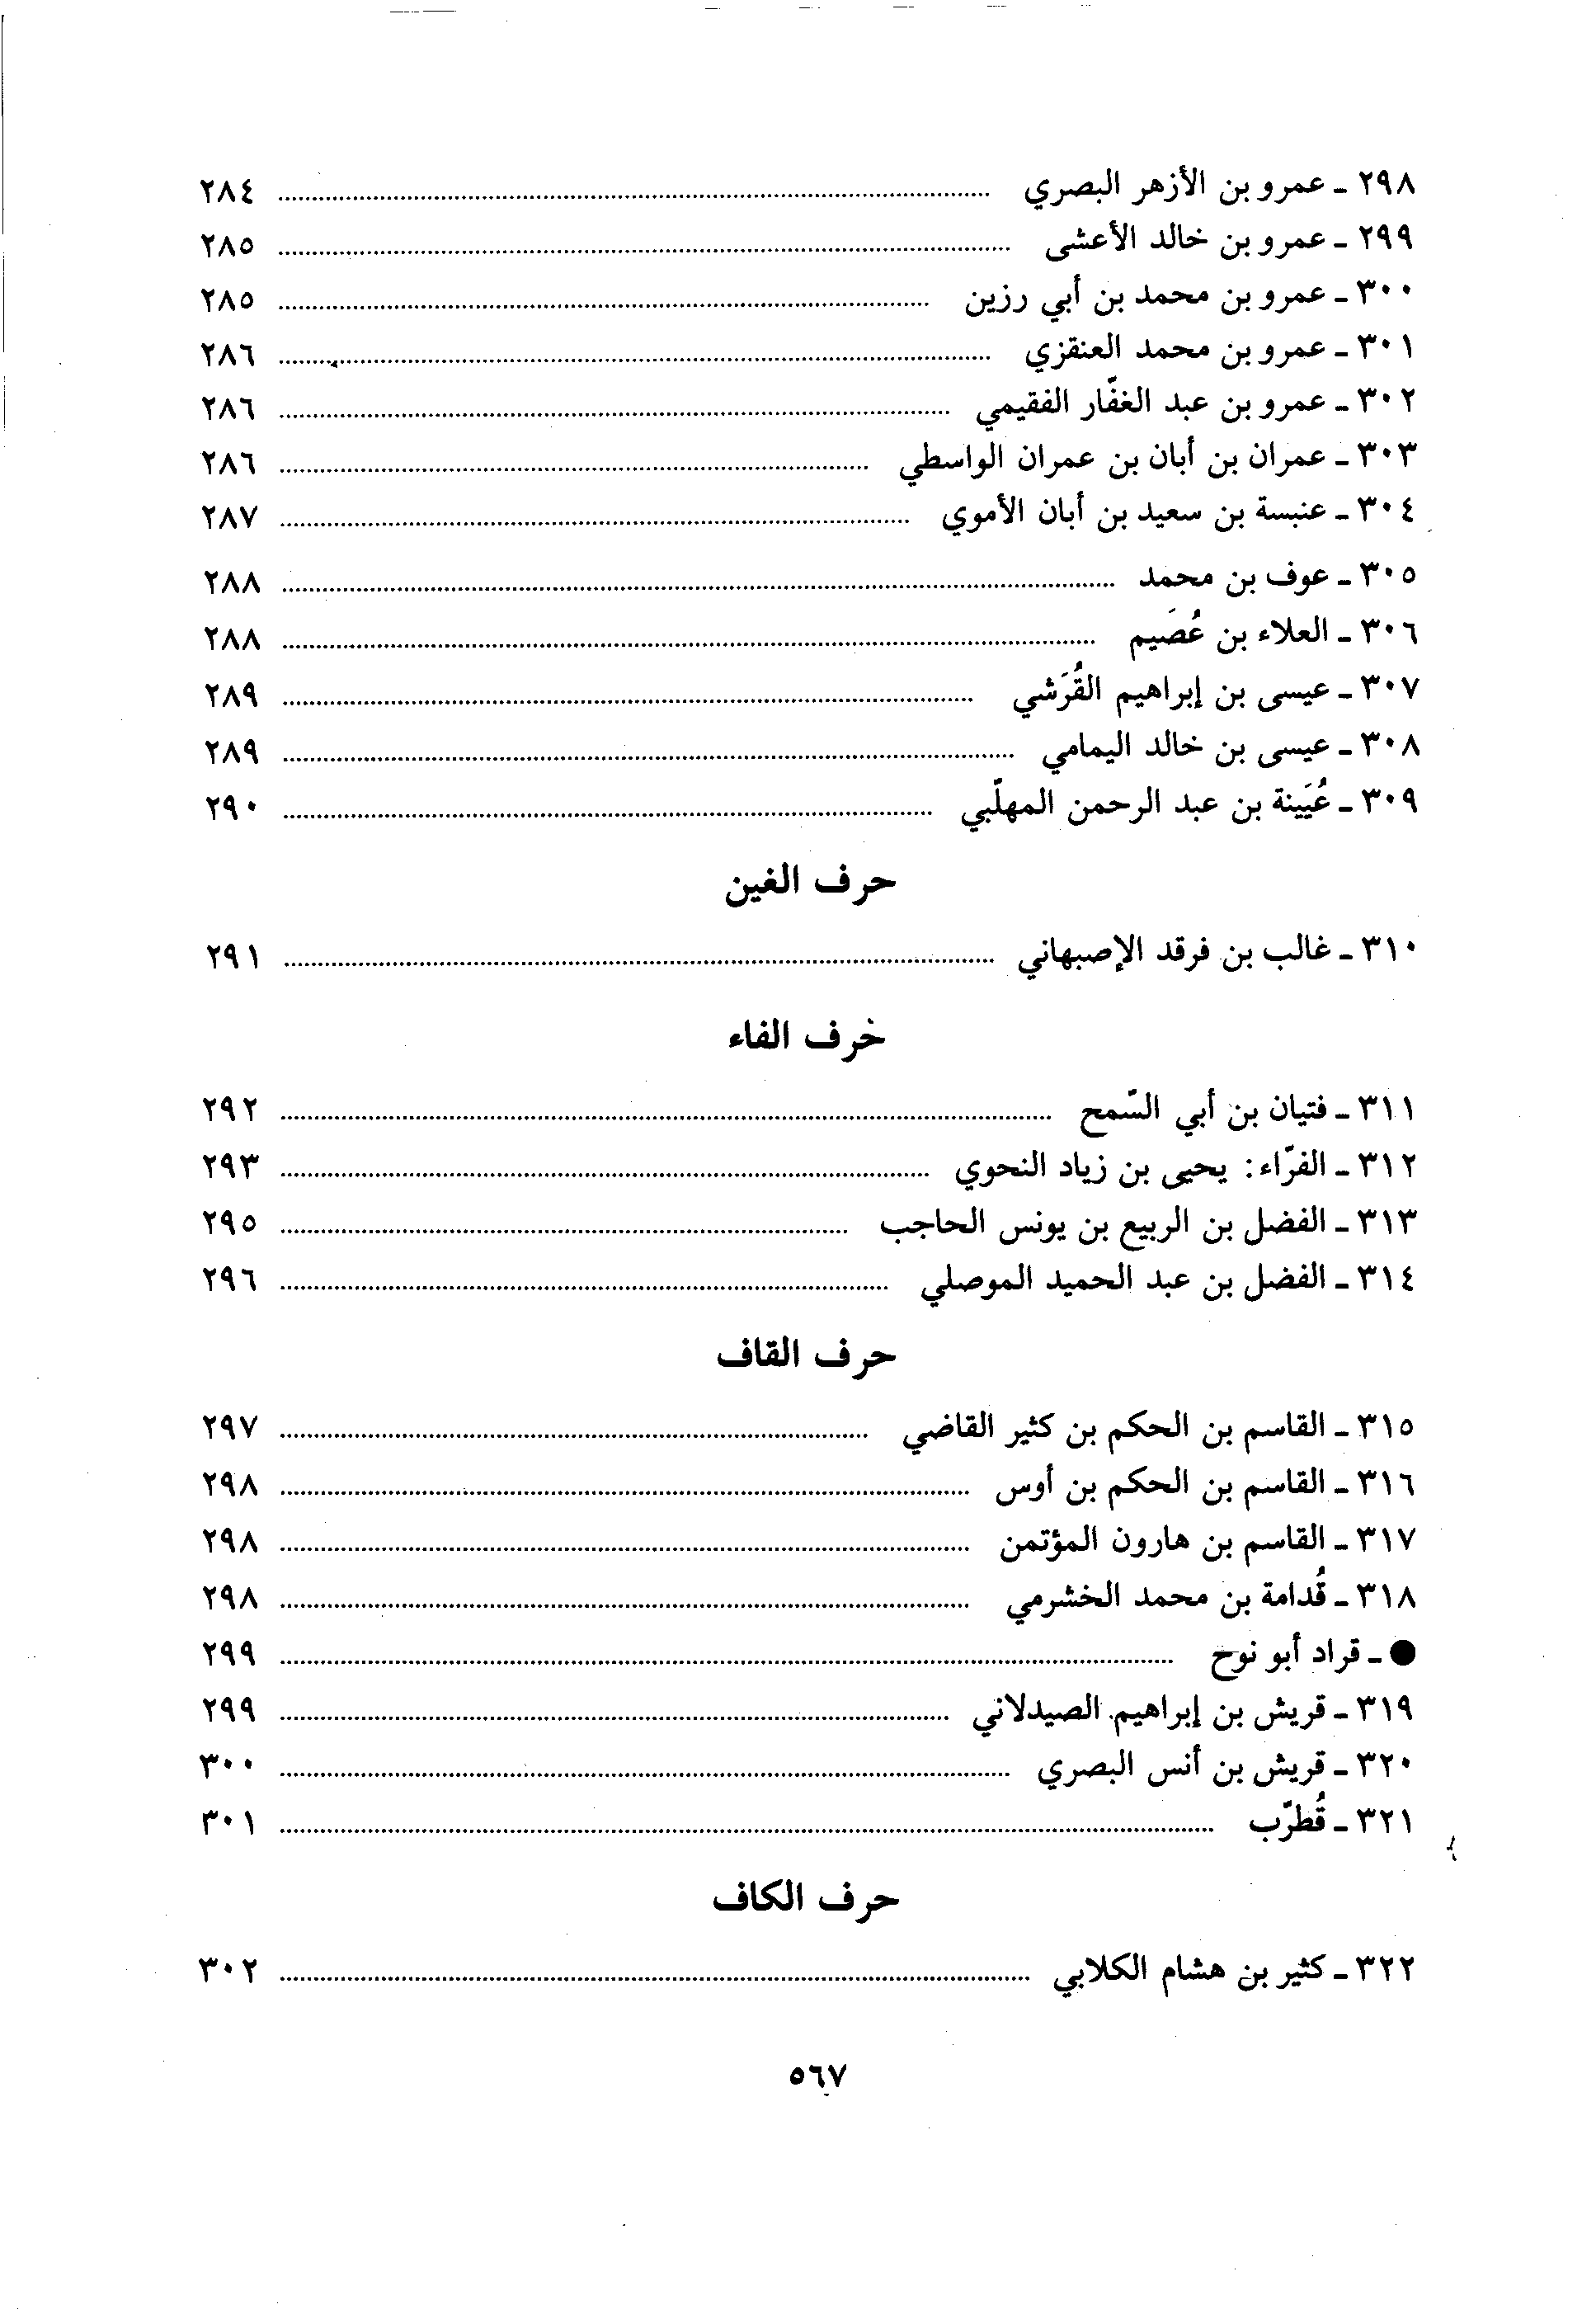 ٢٩٨ ـ عمرو بن الأزهر البصري ........ ٢٨٤
٢٩٩ ـ عمرو بن خالد الأعشى ........ ٢٨٥
٣٠٠ ـ عمرو بن محمد بن أبي رزين ........ ٢٨٥
٣٠١ ـ عمرو بن محمد العنقزي ........ ٢٨٦
٣٠٢ ـ عمرو بن عبد الغفّار الفقيمي ........ ٢٨٦
٣٠٣ ـ عمران بن أبان بن عمران الواسطي ........ ٢٨٦
٣٠٤ ـ عنبسة بن سعيد بن أبان الأموي ........ ٢٨٧
٣٠٥ ـ عوف بن محمد ........ ٢٨٨
٣٠٦ ـ العلاء بن عُصَيم ........ ٢٨٨
٣٠٧ ـ عيسى بن إبراهيم القُرَشي ........ ٢٨٩
٣٠٨ ـ عيسى بن خالد اليمامي ........ ٢٨٩
٣٠٩ ـ عُيَينة بن عبد الرحمن المهلّبي ........ ٢٩٠
حرف الغين
٣١٠ ـ غالب بن فرقد الإصبهاني ........ ٢٩١
حرف الفاء
٣١١ ـ فتيان بن أبي السّمح ........ ٢٩٢
٣١٢ ـ الفرّاء: يحيى بن زياد النحوي ........ ٢٩٣
٣١٣ ـ الفضل بن الربيع بن يونس الحاجب ........ ٢٩٥
٣١٤ ـ الفضل بن عبد الحميد الموصلي ........ ٢٩٦
حرف القاف
٣١٥ ـ القاسم بن الحكم بن كثير القاضي ........ ٢٩٧
٣١٦ ـ القاسم بن الحكم بن أوس ........ ٢٩٨
٣١٧ ـ القاسم بن هارون المؤتمن ........ ٢٩٨
٣١٨ ـ قُدامة بن محمد الخشرمي ........ ٢٩٨
● ـ قراد أبو نوح ........ ٢٩٩
٣١٩ ـ قريش بن إبراهيم الصيدلاني ........ ٢٩٩
٣٢٠ ـ قريش بن أنس البصري ........ ٣٠٠
٣٢١ ـ قُطرّب ........ ٣٠١
حرف الكاف
٣٢٢ ـ كثير بن هشام الكلابي ........ ٣٠٢
٥٦٧